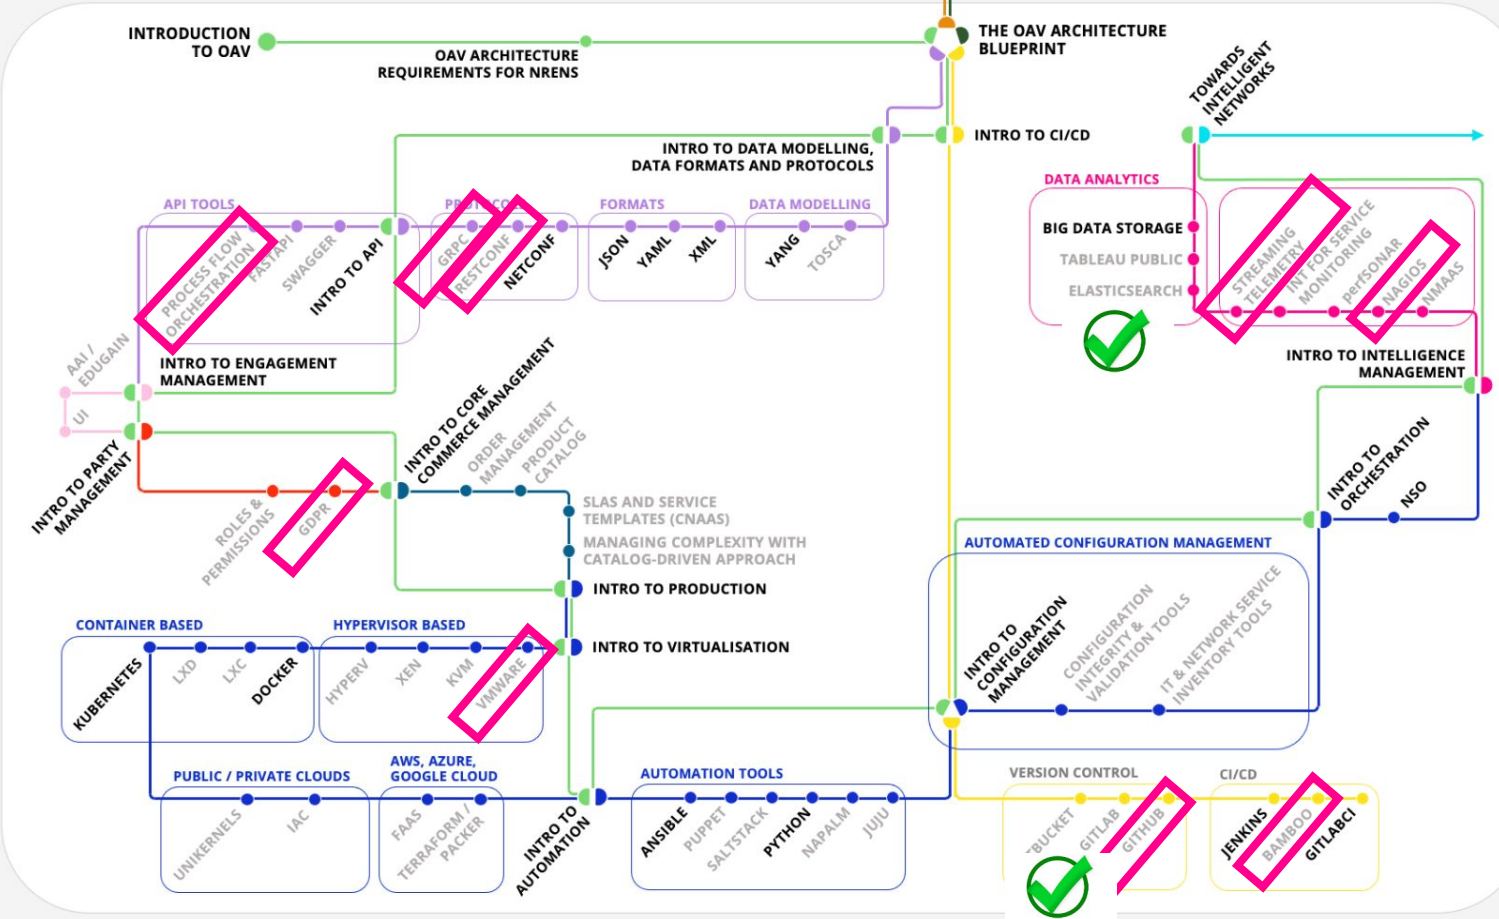 INTRODUCTION
TO OAV
OAV ARCHITECTURE
REQUIREMENTS FOR NRENS
THE OAV ARCHITECTURE
BLUEPRINT
TOWARDS
INTELLIGENT
NETWORKS
INTRO TO CI/CD
INTRO TO DATA MODELLING,
DATA FORMATS AND PROTOCOLS
API TOOLS
PROCESS FLOW
ORCHESTRATION
FASTAPI
SWAGGER
INTRO TO API
GRPC
RESTCONF
NETCONF
FORMATS
JSON
YAML
XML
DATA MODELLING
YANG
TOSCA
DATA ANALYTICS
BIG DATA STORAGE
TABLEAU PUBLIC
ELASTICSEARCH
STREAMING
TELEMETRY
INT FOR SERVICE
MONITORING
perfSONAR
NAGIOS
NMAAS
INTRO TO INTELLIGENCE
MANAGEMENT
AAI /
EDUGAIN
UI
INTRO TO ENGAGEMENT
MANAGEMENT
INTRO TO PARTY
MANAGEMENT
ROLES &
PERMISSIONS
GDPR
INTRO TO CORE
COMMERCE MANAGEMENT
ORDER
MANAGEMENT
PRODUCT
CATALOG
SLAS AND SERVICE
TEMPLATES (CNAAS)
MANAGING COMPLEXITY WITH
CATALOG-DRIVEN APPROACH
INTRO TO PRODUCTION
INTRO TO VIRTUALISATION
INTRO TO
ORCHESTRATION
NSO
AUTOMATED CONFIGURATION MANAGEMENT
INTRO TO
CONFIGURATION
MANAGEMENT
CONFIGURATION
INTEGRITY &
VALIDATION TOOLS
IT & NETWORK SERVICE
INVENTORY TOOLS
CONTAINER BASED
KUBERNETES
LXD
LXC
DOCKER
HYPERVISOR BASED
HYPERV
XEN
KVM
VMWARE
PUBLIC / PRIVATE CLOUDS
UNIKERNELS
IAC
AWS, AZURE,
GOOGLE CLOUD
FAAS
TERRAFORM /
PACKER
INTRO TO
AUTOMATION
AUTOMATION TOOLS
ANSIBLE
PUPPET
SALTSTACK
PYTHON
NAPALM
JUJU
VERSION CONTROL
BUCKET
GITLAB
GITHUB
CI/CD
JENKINS
BAMBOO
GITLABCI